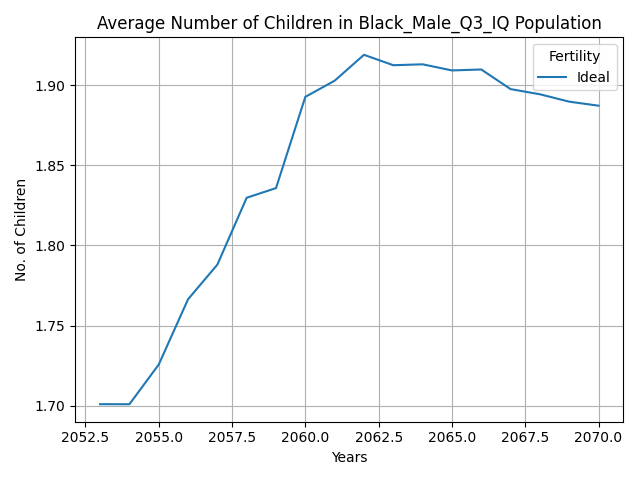 Average Number of Children in Black_Male_Q3_IQ Population
Fertility
Ideal
No. of Children
1.90
1.85
1.80
1.75
1.70
2052.5 2055.0 2057.5 2060.0 2062.5 2065.0 2067.5 2070.0
Years